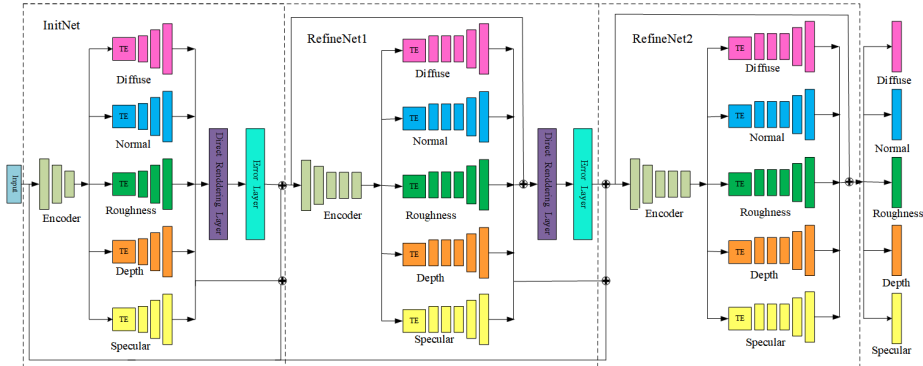 InitNet
RefineNet1
RefineNet2
TE
Diffuse
TE
Normal
Input
Encoder
TE
Roughness
TE
Depth
TE
Specular
Direct Rundering Layer
Error Layer
Encoder
TE
Diffuse
TE
Normal
TE
Roughness
TE
Depth
TE
Specular
Direct Rundering Layer
Error Layer
Encoder
TE
Diffuse
TE
Normal
TE
Roughness
TE
Depth
TE
Specular
Diffuse
Normal
Roughness
Depth
Specular